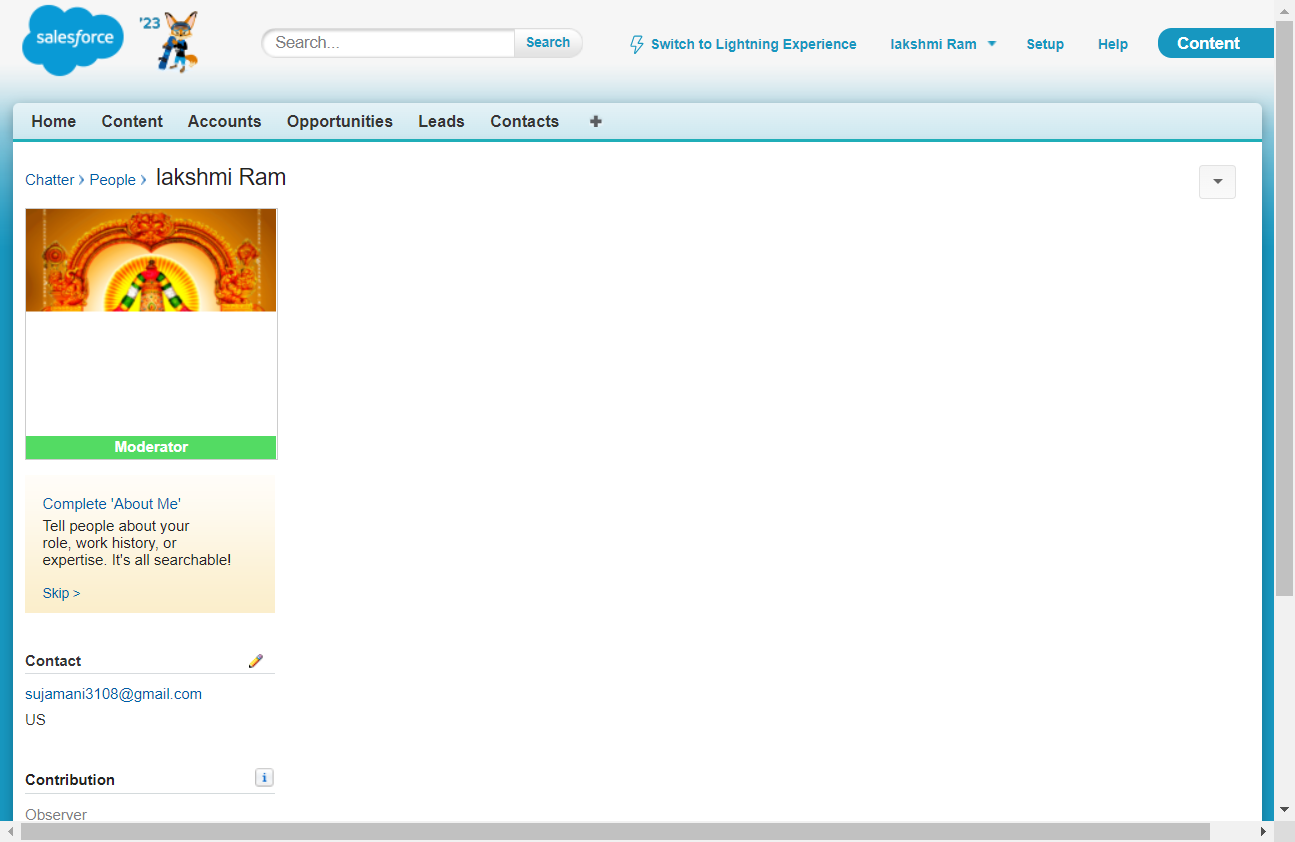 salesforce
'23
Search...
Search
Switch to Lightning Experience
lakshmi Ram
Setup
Help
Content
Home
Content
Accounts
Opportunities
Leads
Contacts
Chatter › People › lakshmi Ram
Moderator
Complete 'About Me'
Tell people about your
role, work history, or
expertise. It's all searchable!
Skip >
Contact
sujamani3108@gmail.com
US
Contribution
Observer